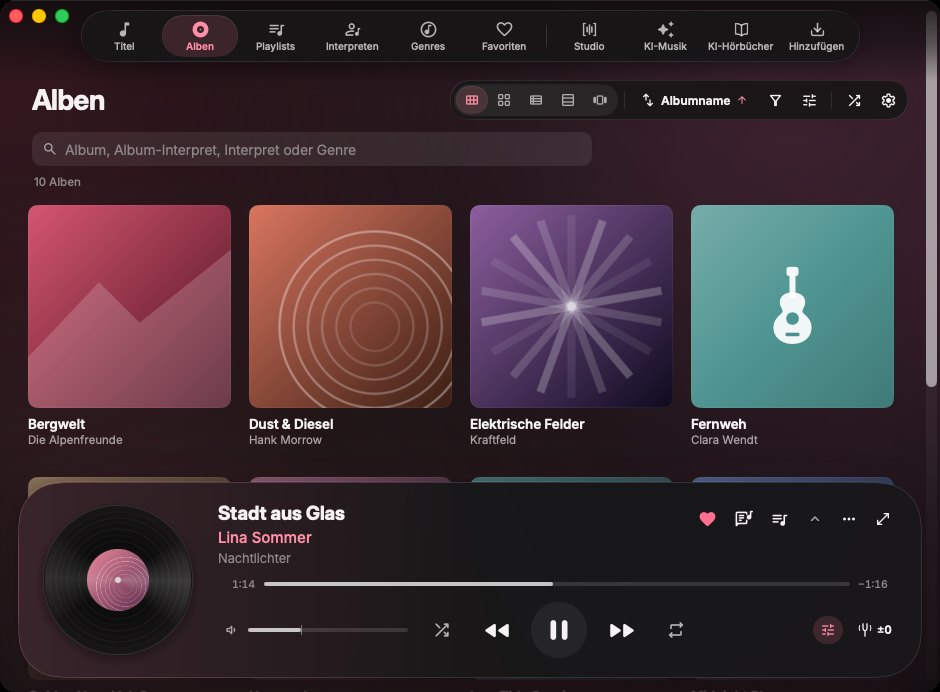 Titel
Alben
Playlists
Interpreten
Genres
Favoriten
Studio
KI-Musik
KI-Hörbücher
Hinzufügen
Alben
Albumname
Album, Album-Interpret, Interpret oder Genre
10 Alben
Bergwelt
Die Alpenfreunde
Dust & Diesel
Hank Morrow
Elektrische Felder
Kraftfeld
Fernweh
Clara Wendt
Stadt aus Glas
Lina Sommer
Nachtlichter
1:14
−1:16
±0